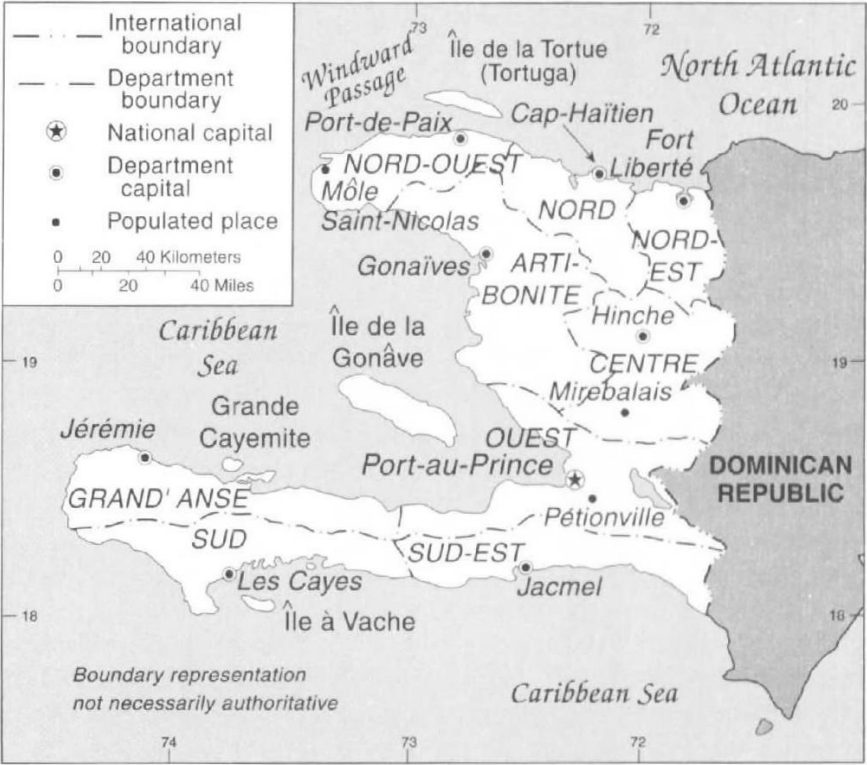 International
boundary
Department
boundary
National capital
Department
capital
Populated place
0 20 40 Kilometers
0 20 40 Miles
73
72
Windward
Passage
Île de la Tortue
(Tortuga)
North Atlantic
Ocean
20
Port-de-Paix
Cap-Haïtien
Fort
Liberté
NORD-OUEST
Môle
Saint-Nicolas
NORD
NORD-
EST
Gonaïves
ARTI-
BONITE
Hinche
Caribbean
Sea
Île de la
Gonâve
19
19
CENTRE
Mirebalais
Grande
Cayemite
Jérémie
OUEST
Port-au-Prince
DOMINICAN
REPUBLIC
GRAND' ANSE
Pétionville
SUD
SUD-EST
Les Cayes
Jacmel
18
18
Île à Vache
Boundary representation
not necessarily authoritative
Caribbean Sea
74
73
72